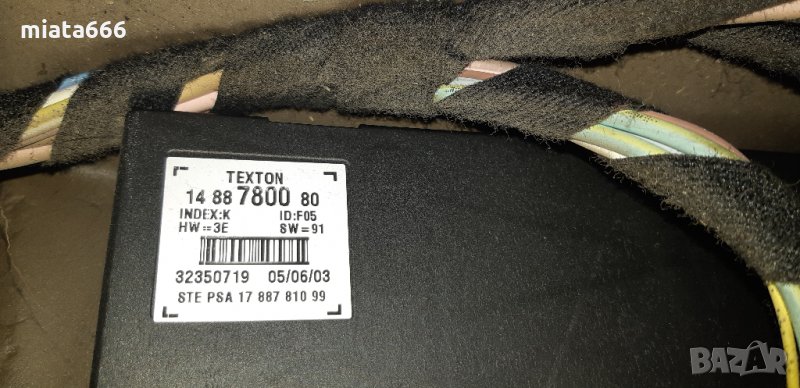 miata666
TEXTON
14 88 7800 80
INDEX:K ID:F05
HW=3E SW=91
32350719 05/06/03
STE PSA 17 887 810 99
BAZAR